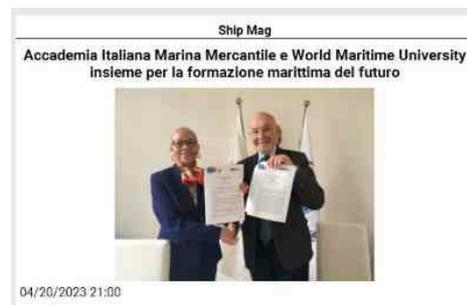 Ship Mag
Accademia Italiana Marina Mercantile e World Maritime University
insieme per la formazione marittima del futuro
04/20/2023 21:00